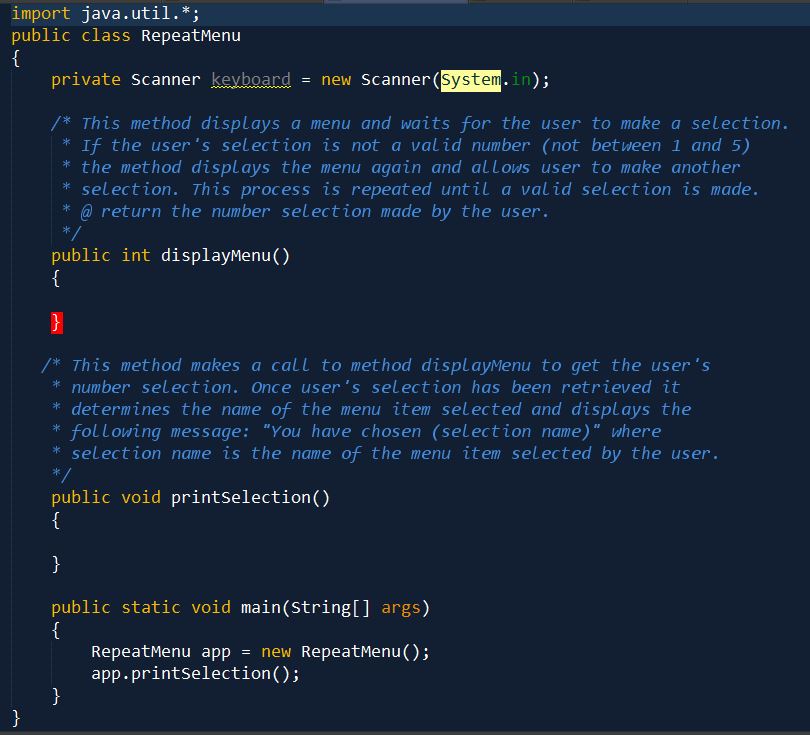 import java.util.*;
public class RepeatMenu
{
    private Scanner keyboard = new Scanner(System.in);

    /* This method displays a menu and waits for the user to make a selection.
     * If the user's selection is not a valid number (not between 1 and 5)
     * the method displays the menu again and allows user to make another
     * selection. This process is repeated until a valid selection is made.
     * @ return the number selection made by the user.
     */
    public int displayMenu()
    {

    }

   /* This method makes a call to method displayMenu to get the user's
    * number selection. Once user's selection has been retrieved it
    * determines the name of the menu item selected and displays the
    * following message: "You have chosen (selection name)" where
    * selection name is the name of the menu item selected by the user.
    */
    public void printSelection()
    {

    }

    public static void main(String[] args)
    {
        RepeatMenu app = new RepeatMenu();
        app.printSelection();
    }
}